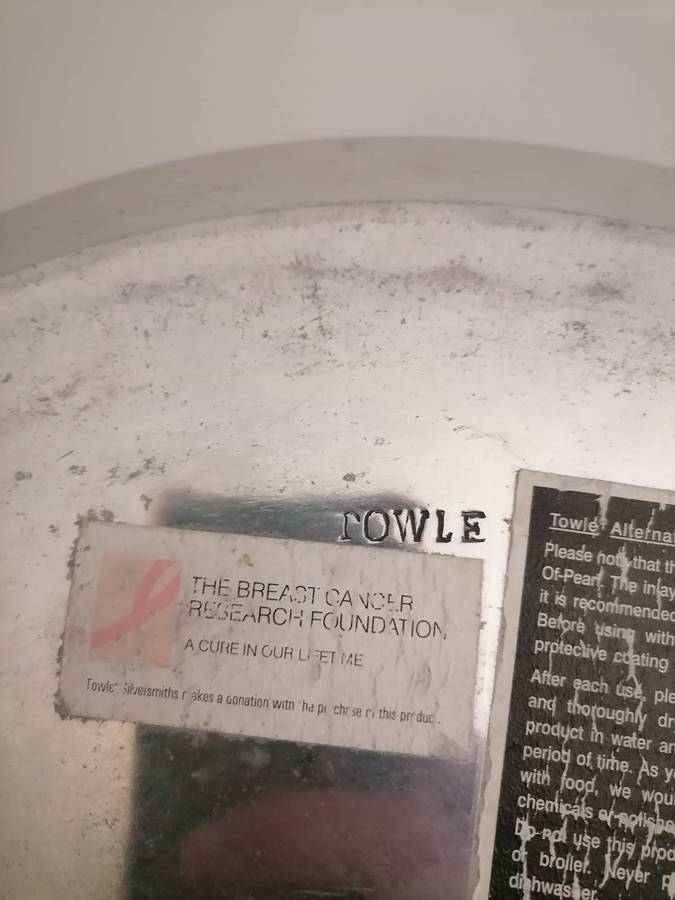 TOWLE
THE BREAST CANCER
RESEARCH FOUNDATION
A CURE IN OUR LIFETIME
Towle® Silversmiths makes a donation with the purchase of this product.
Towle® Alternat
Please note that th
Of-Pearl. The inlay
it is recommended
Before using with
protective coating
After each use, ple
and thoroughly dr
product in water an
period of time. As y
with food, we wou
chemicals or polishe
Do not use this prod
or broiler. Never p
dishwasher.